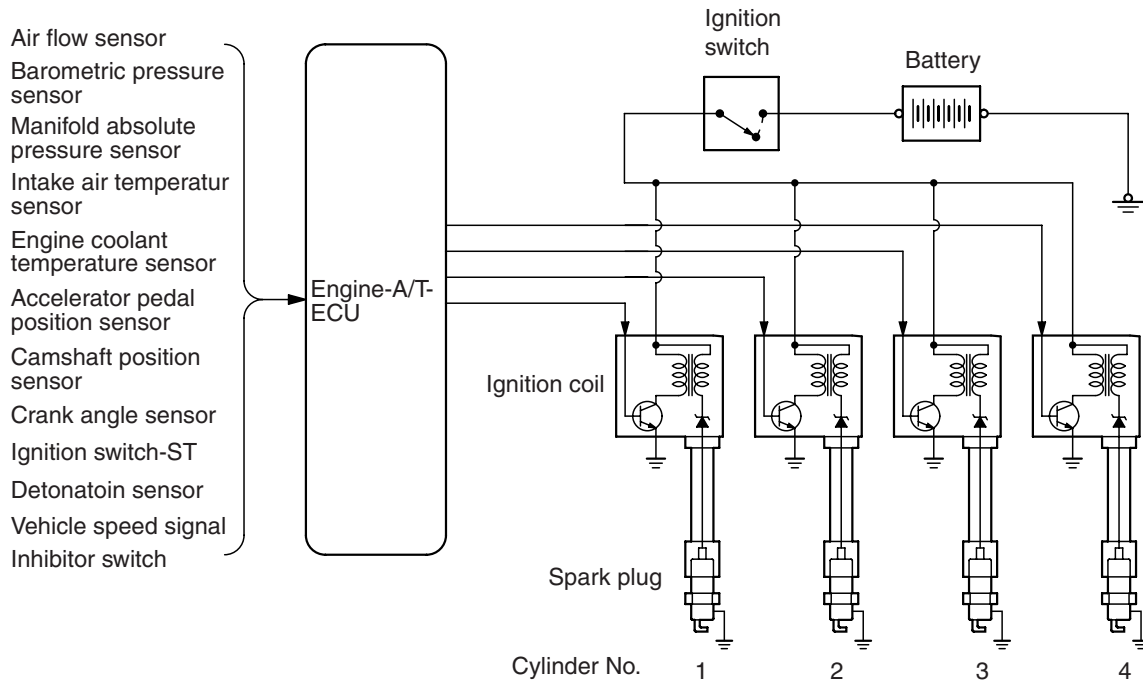 Air flow sensor
Barometric pressure
sensor
Manifold absolute
pressure sensor
Intake air temperatur
sensor
Engine coolant
temperature sensor
Accelerator pedal
position sensor
Camshaft position
sensor
Crank angle sensor
Ignition switch-ST
Detonatoin sensor
Vehicle speed signal
Inhibitor switch
Engine-A/T-
ECU
Ignition
switch
Battery
Ignition coil
Spark plug
Cylinder No. 1 2 3 4